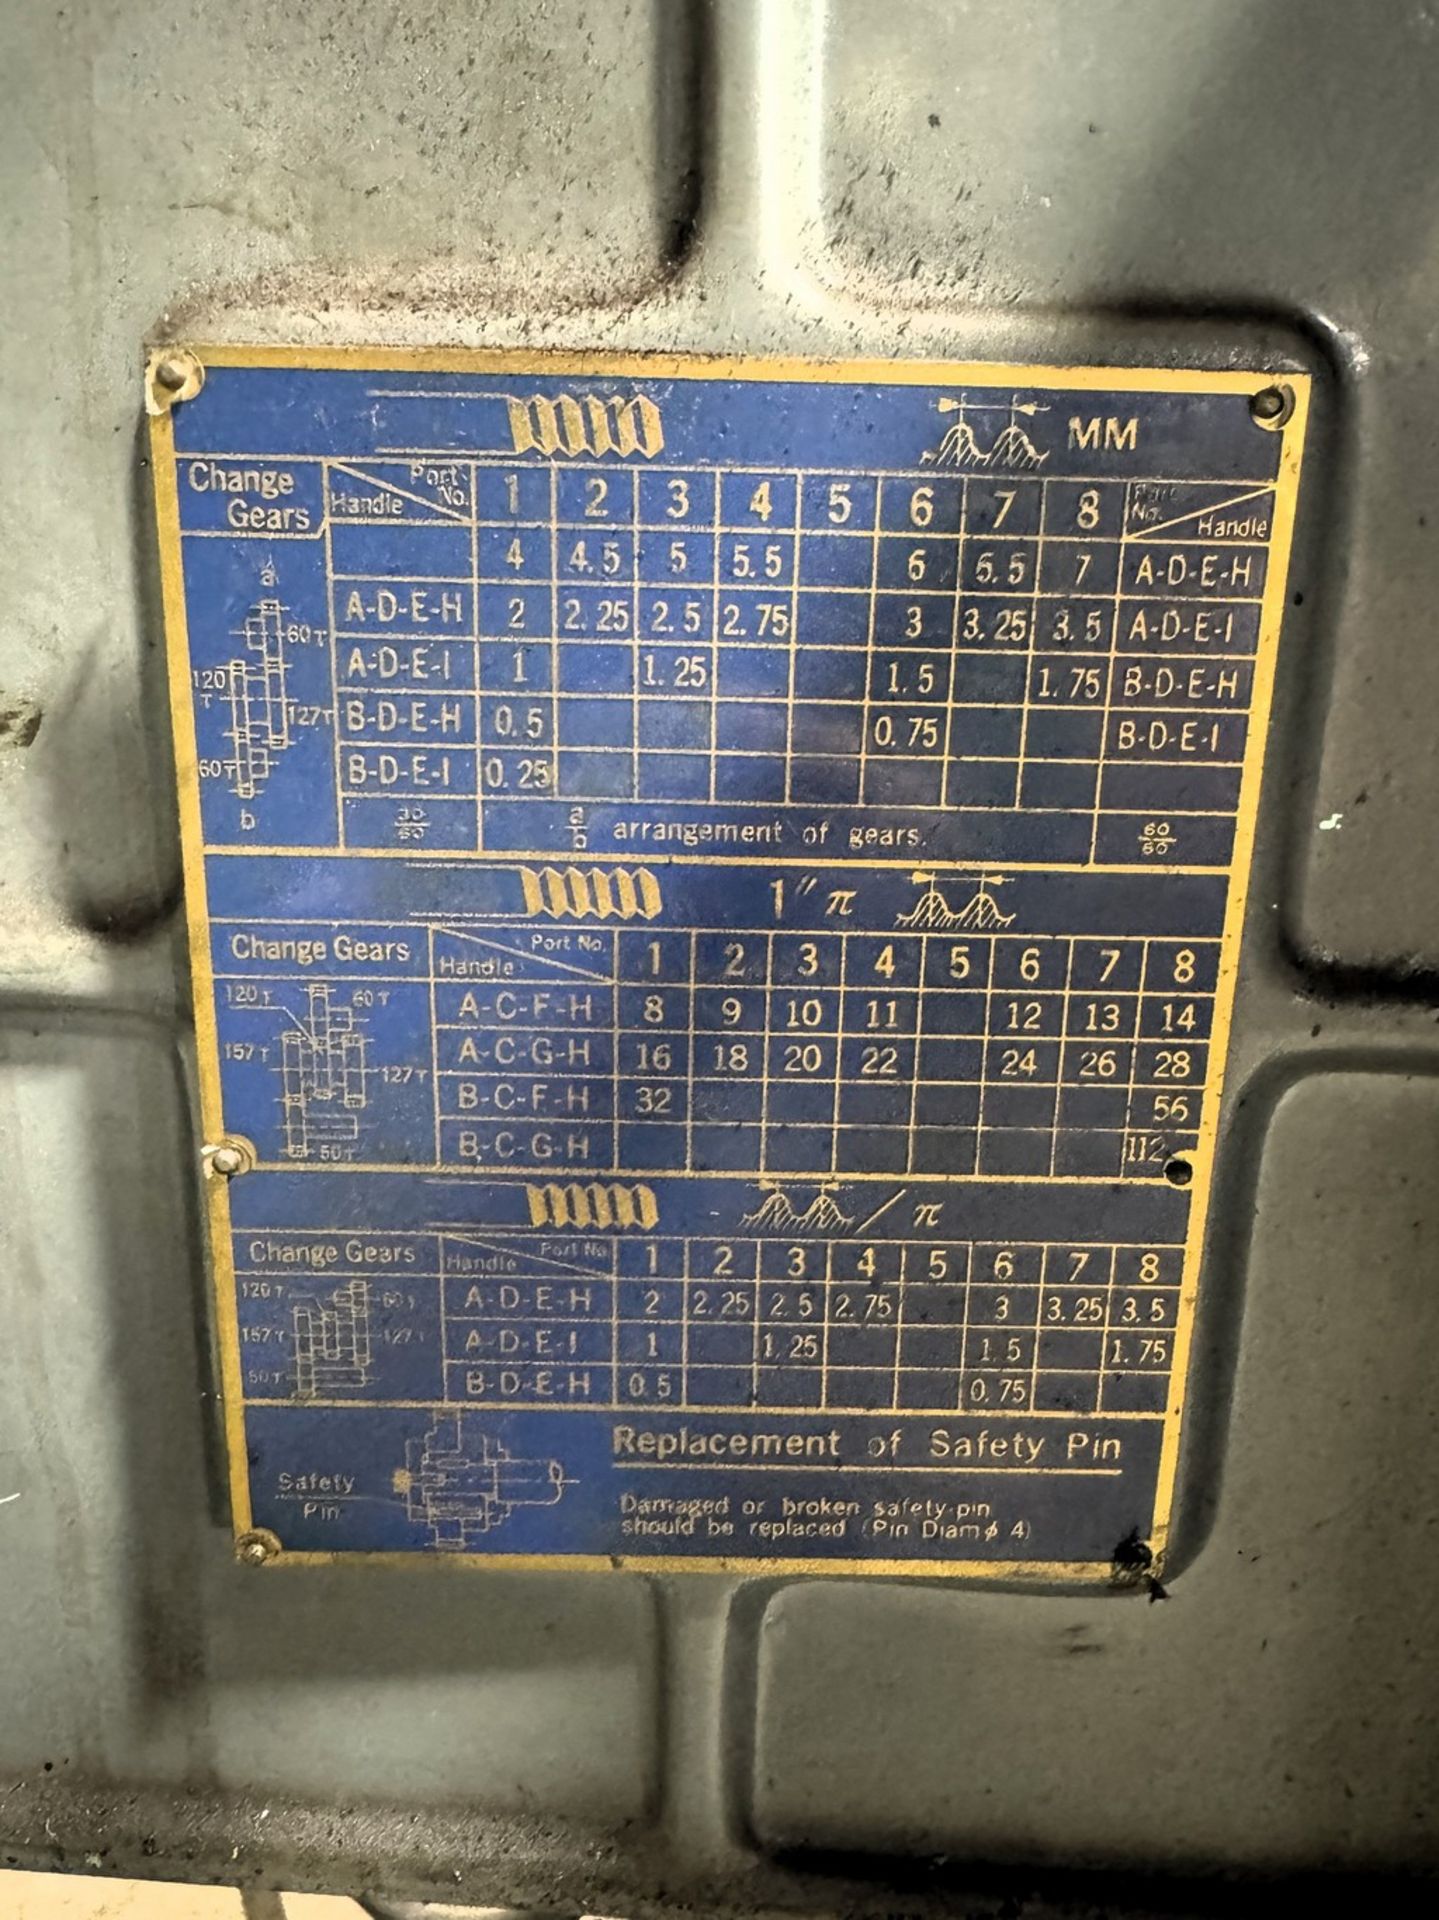 MM
Change Gears Handle Port No. 1 2 3 4 5 6 7 8 No. Handle
4 4.5 5 5.5 6 6.5 7 A-D-E-H
A-D-E-H 2 2.25 2.5 2.75 3 3.25 3.5 A-D-E-I
A-D-E-I 1 1.25 1.5 1.75 B-D-E-H
B-D-E-H 0.5 0.75 B-D-E-I
B-D-E-I 0.25
a
60T
120T
127T
60T
b
30/60 a/b arrangement of gears. 60/60
1″ π
Change Gears Handle Port No. 1 2 3 4 5 6 7 8
A-C-F-H 8 9 10 11 12 13 14
A-C-G-H 16 18 20 22 24 26 28
B-C-F-H 32 56
B-C-G-H 112
120T 60T
157T
127T
50T
/ π
Change Gears Handle Port No 1 2 3 4 5 6 7 8
A-D-E-H 2 2.25 2.5 2.75 3 3.25 3.5
A-D-E-I 1 1.25 1.5 1.75
B-D-E-H 0.5 0.75
120T 60T
157T 127T
50T
Replacement of Safety Pin
Safety
Pin
Damaged or broken safety-pin
should be replaced (Pin Diamφ 4)